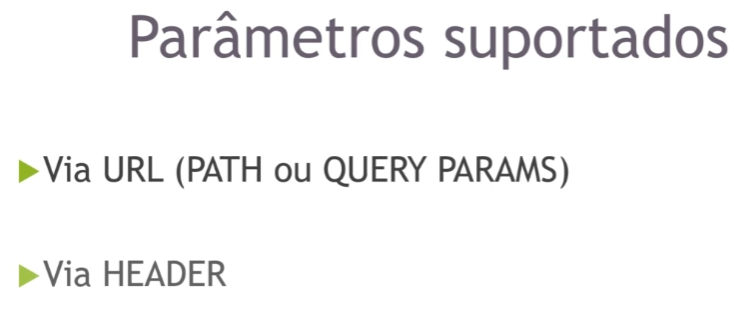 Parâmetros suportados
Via URL (PATH ou QUERY PARAMS)
Via HEADER